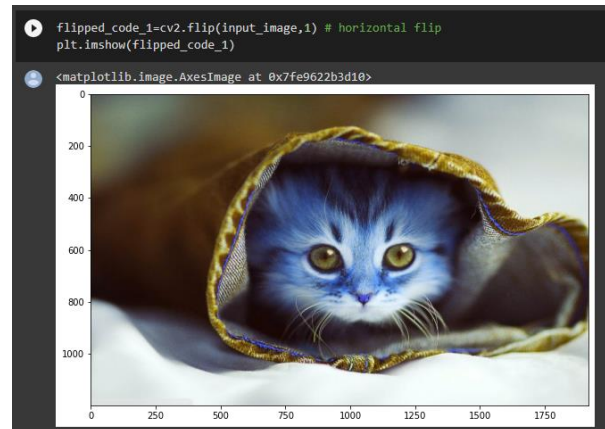 flipped_code_1=cv2.flip(input_image,1) # horizontal flip
plt.imshow(flipped_code_1)
<matplotlib.image.AxesImage at 0x7fe9622b3d10>
0
200
400
600
800
1000
0 250 500 750 1000 1250 1500 1750